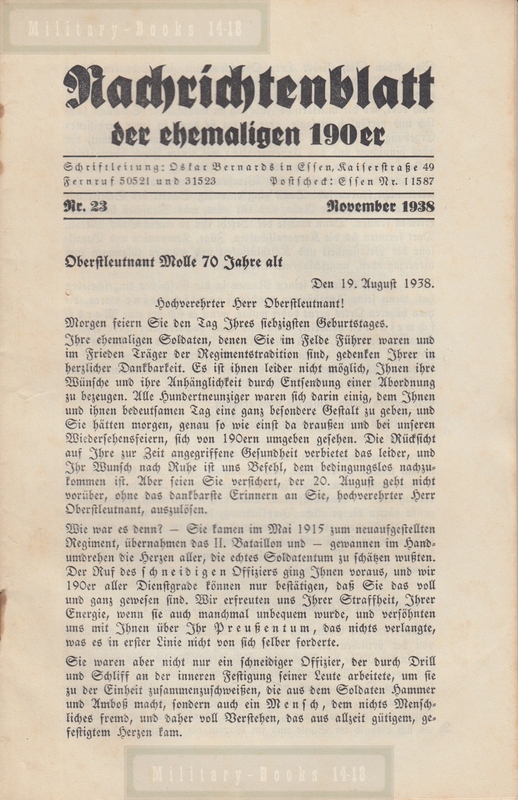 Military-Books 14-18
Nachrichtenblatt
der ehemaligen 190er
Schriftleitung: Oskar Bernards in Essen, Kaiserstraße 49
Fernruf 50521 und 31523 Postscheck: Essen Nr. 11587
Nr. 23 November 1938
Oberstleutnant Molle 70 Jahre alt
Den 19. August 1938.
Hochverehrter Herr Oberstleutnant!
Morgen feiern Sie den Tag Ihres siebzigsten Geburtstages.
Ihre ehemaligen Soldaten, denen Sie im Felde Führer waren und
im Frieden Träger der Regimentstradition sind, gedenken Ihrer in
herzlicher Dankbarkeit. Es ist ihnen leider nicht möglich, Ihnen ihre
Wünsche und ihre Anhänglichkeit durch Entsendung einer Abordnung
zu bezeugen. Alle Hundertneunziger waren sich darin einig, dem Ihnen
und ihnen bedeutsamen Tag eine ganz besondere Gestalt zu geben, und
Sie hätten morgen, genau so wie einst da draußen und bei unseren
Wiedersehensfeiern, sich von 190ern umgeben gesehen. Die Rücksicht
auf Ihre zur Zeit angegriffene Gesundheit verbietet das leider, und
Ihr Wunsch nach Ruhe ist uns Befehl, dem bedingungslos nachzu-
kommen ist. Aber seien Sie versichert, der 20. August geht nicht
vorüber, ohne das dankbarste Erinnern an Sie, hochverehrter Herr
Oberstleutnant, auszulösen.
Wie war es denn? — Sie kamen im Mai 1915 zum neuaufgestellten
Regiment, übernahmen das II. Bataillon und — gewannen im Hand-
umdrehen die Herzen aller, die echtes Soldatentum zu schätzen wußten.
Der Ruf des schneidigen Offiziers ging Ihnen voraus, und wir
190er aller Dienstgrade können nur bestätigen, daß Sie das voll
und ganz gewesen sind. Wir erfreuten uns Ihrer Straffheit, Ihrer
Energie, wenn sie auch manchmal unbequem wurde, und versöhnten
uns mit Ihnen über Ihr Preußentum, das nichts verlangte,
was es in erster Linie nicht von sich selber forderte.
Sie waren aber nicht nur ein schneidiger Offizier, der durch Drill
und Schliff an der inneren Festigung seiner Leute arbeitete, um sie
zu der Einheit zusammenzuschweißen, die aus dem Soldaten Hammer
und Amboß macht, sondern auch ein Mensch, dem nichts Mensch-
liches fremd, und daher voll Verstehen, das aus allzeit gütigem, ge-
festigtem Herzen kam.
Military-Books 14-18